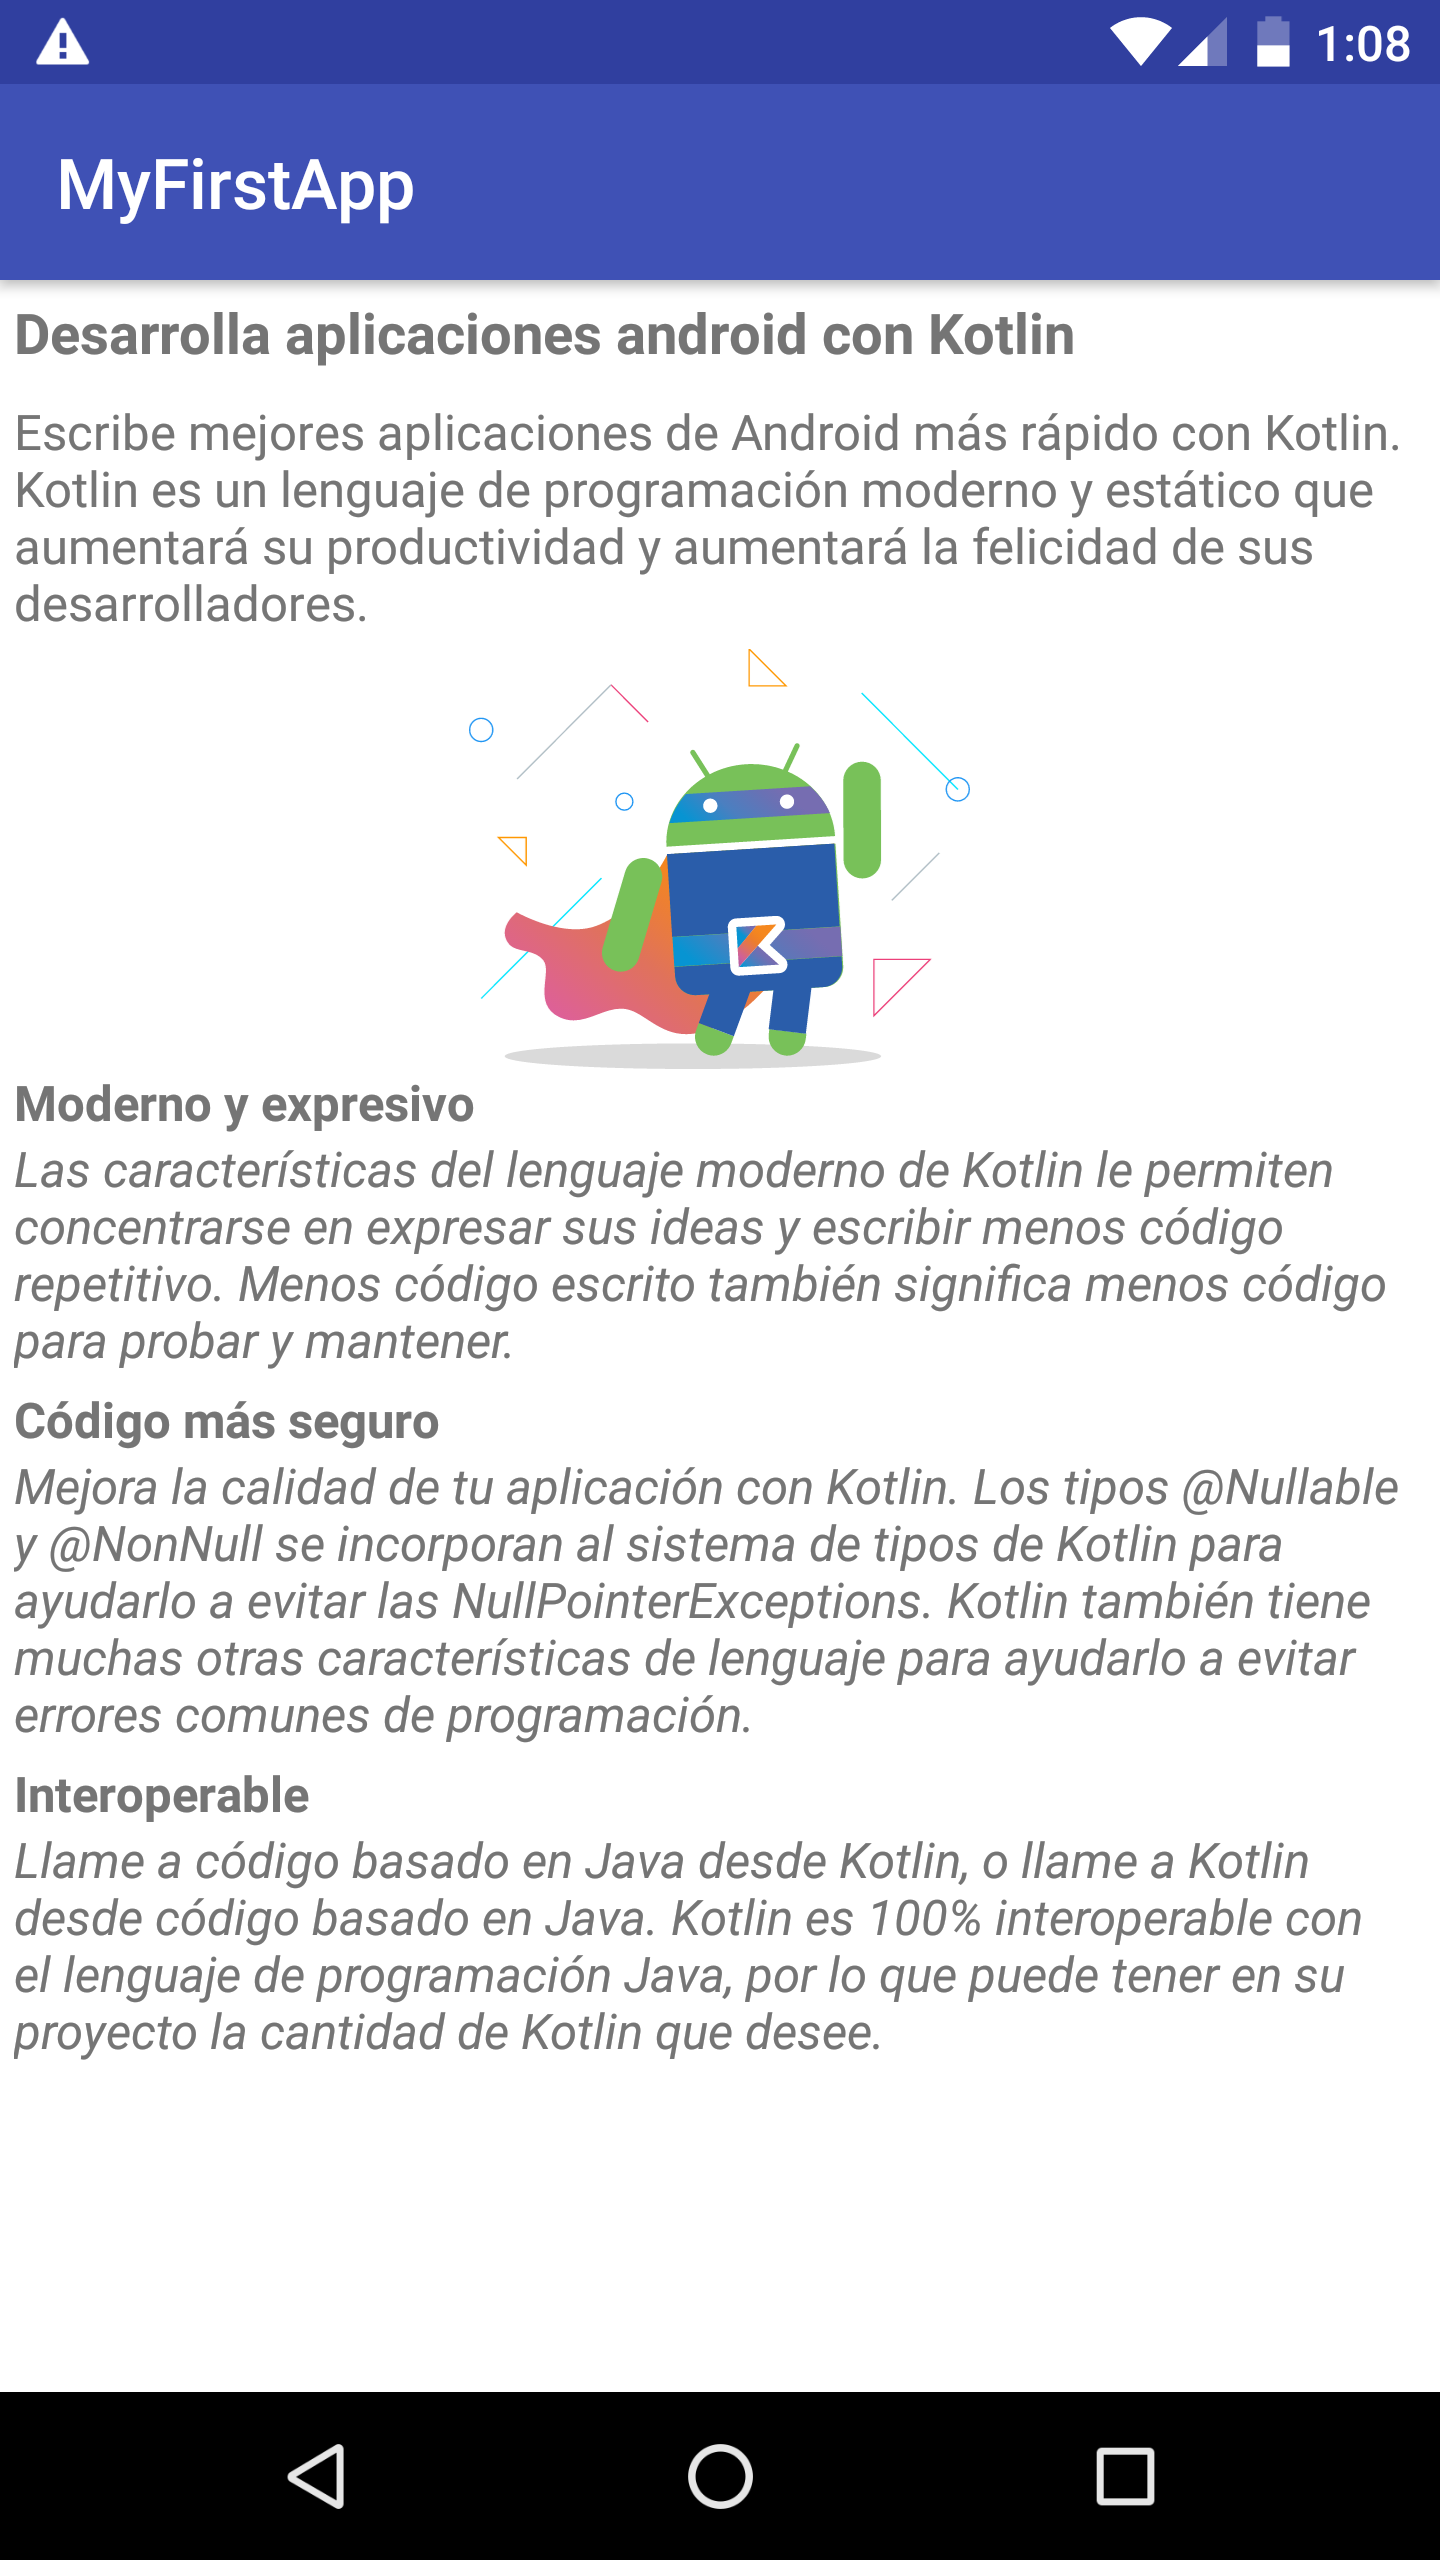 1:08
MyFirstApp
Desarrolla aplicaciones android con Kotlin
Escribe mejores aplicaciones de Android más rápido con Kotlin.
Kotlin es un lenguaje de programación moderno y estático que
aumentará su productividad y aumentará la felicidad de sus
desarrolladores.
Moderno y expresivo
Las características del lenguaje moderno de Kotlin le permiten
concentrarse en expresar sus ideas y escribir menos código
repetitivo. Menos código escrito también significa menos código
para probar y mantener.
Código más seguro
Mejora la calidad de tu aplicación con Kotlin. Los tipos @Nullable
y @NonNull se incorporan al sistema de tipos de Kotlin para
ayudarlo a evitar las NullPointerExceptions. Kotlin también tiene
muchas otras características de lenguaje para ayudarlo a evitar
errores comunes de programación.
Interoperable
Llame a código basado en Java desde Kotlin, o llame a Kotlin
desde código basado en Java. Kotlin es 100% interoperable con
el lenguaje de programación Java, por lo que puede tener en su
proyecto la cantidad de Kotlin que desee.